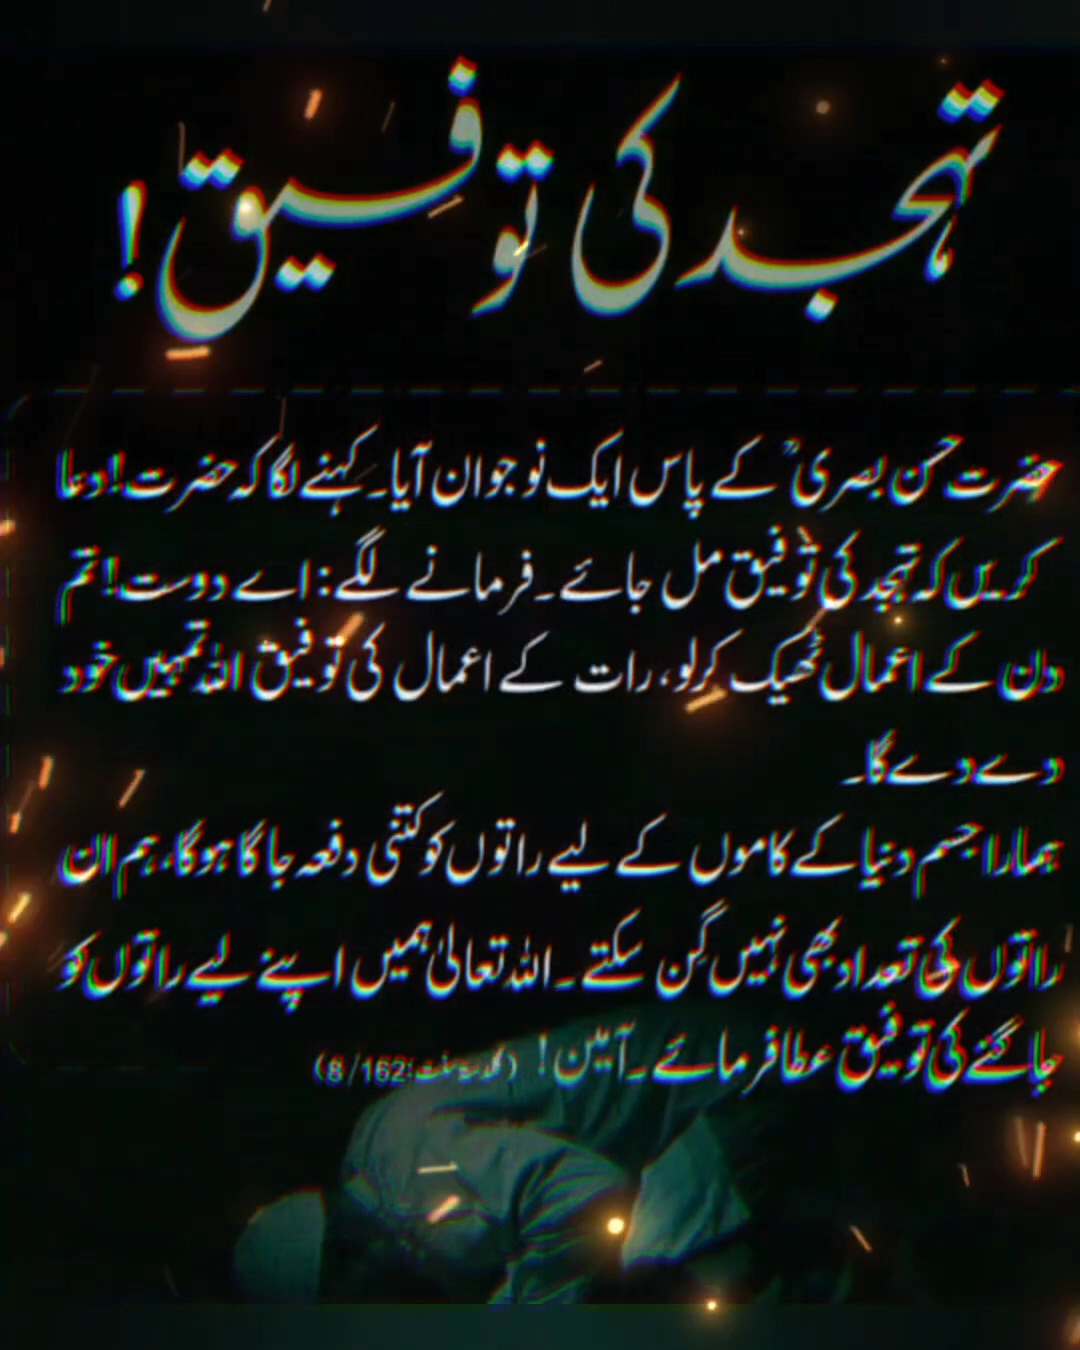 تہجد کی توفیقِ!
حضرت حسن بصریؒ کے پاس ایک نوجوان آیا۔ کہنے لگا کہ حضرت! دعا
کریں کہ تہجد کی توفیق مل جائے۔ فرمانے لگے: اے دوست! تم
دن کے اعمال ٹھیک کرلو، رات کے اعمال کی توفیق اللہ تمہیں خود
دے دے گا۔
ہمارا جسم دنیا کے کاموں کے لیے راتوں کو کتنی دفعہ جاگا ہوگا، ہم ان
راتوں کی تعداد بھی نہیں گِن سکتے۔ اللہ تعالیٰ ہمیں اپنے لیے راتوں کو
جاگنے کی توفیق عطا فرمائے۔ آمین! (8/162)